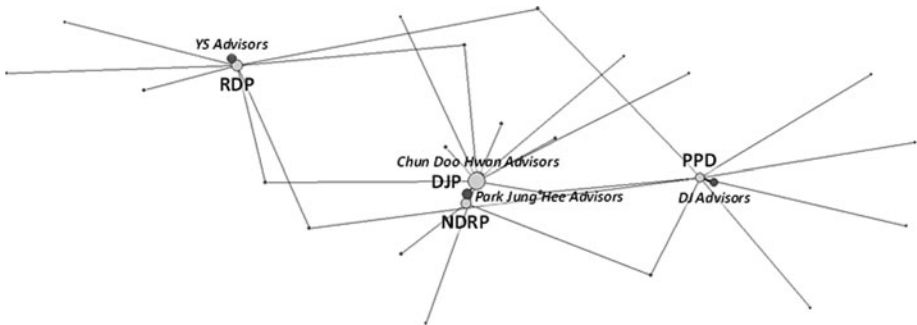 YS Advisors
RDP
Chun Doo Hwan Advisors
DJP
PPD
Park Jung Hee Advisors
DJ Advisors
NDRP